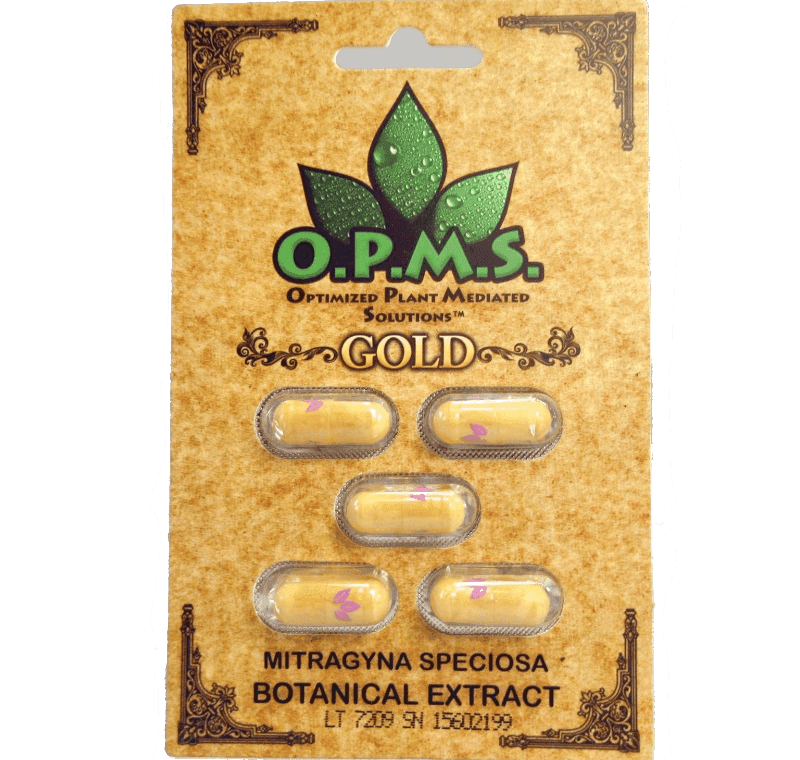 O.P.M.S.
OPTIMIZED PLANT MEDIATED
SOLUTIONS™
GOLD
MITRAGYNA SPECIOSA
BOTANICAL EXTRACT
LT 7209 SN 15602199